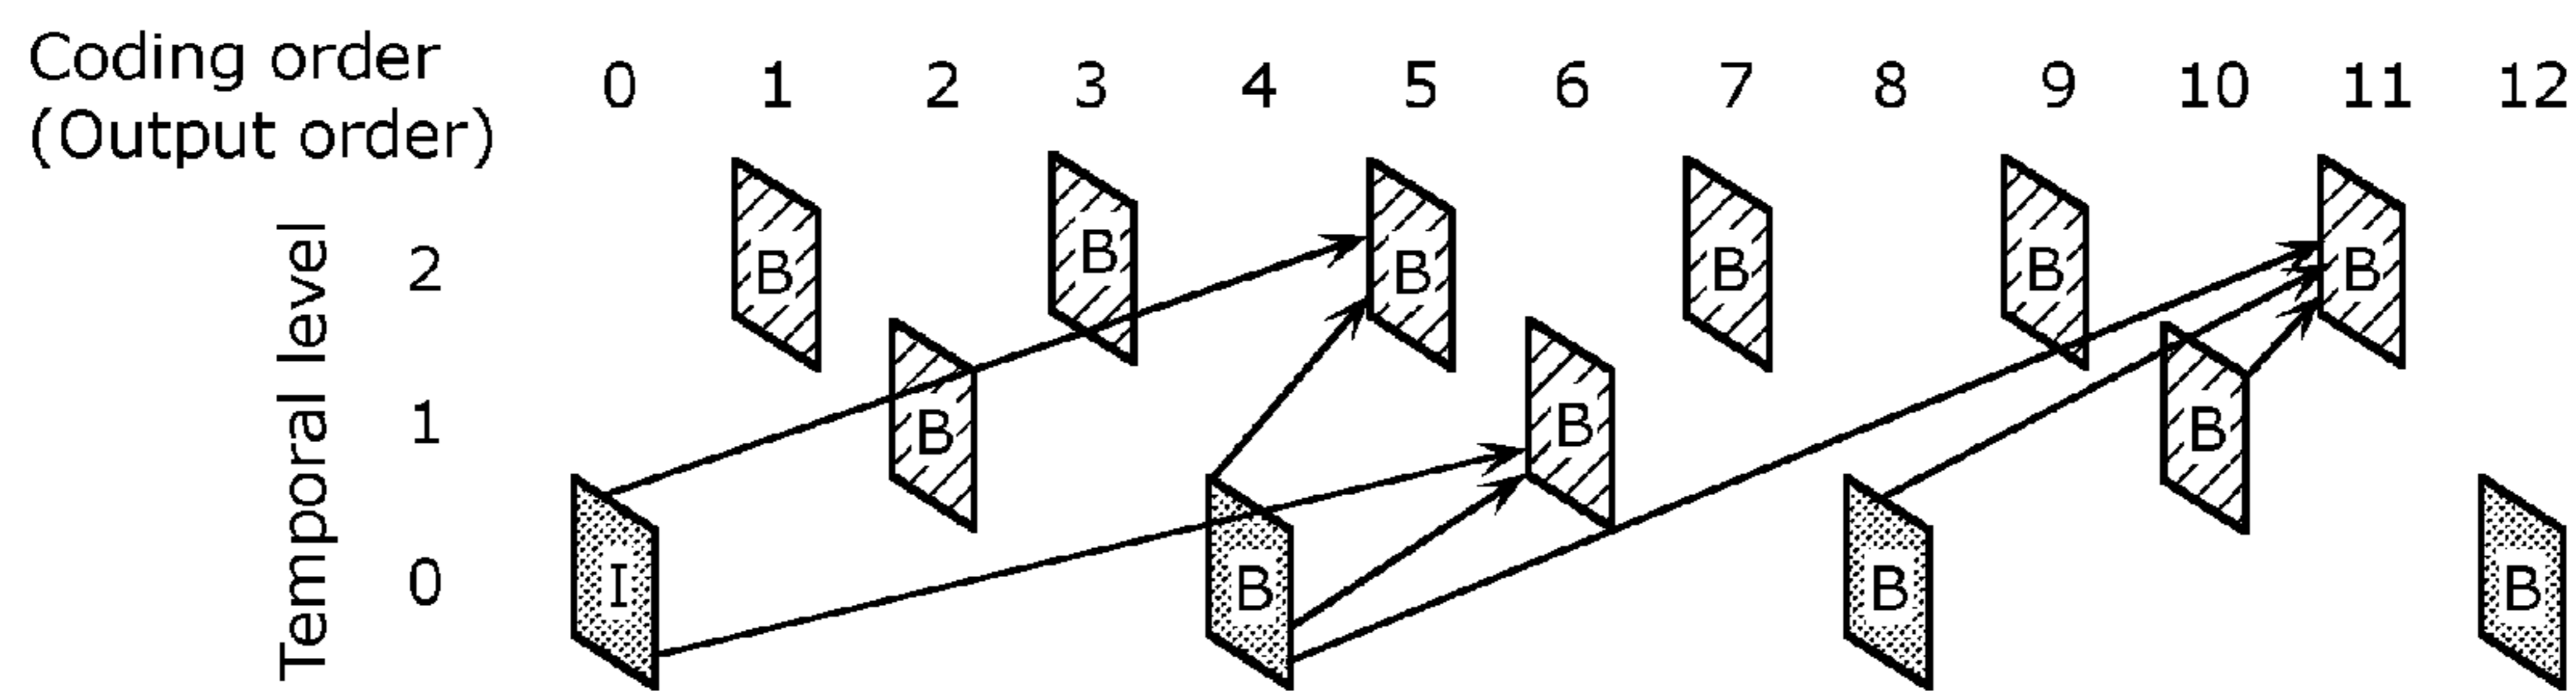 Coding order
(Output order)
0 1 2 3 4 5 6 7 8 9 10 11 12
Temporal level
2
B B B B B B
1
B B B
0
I B B B